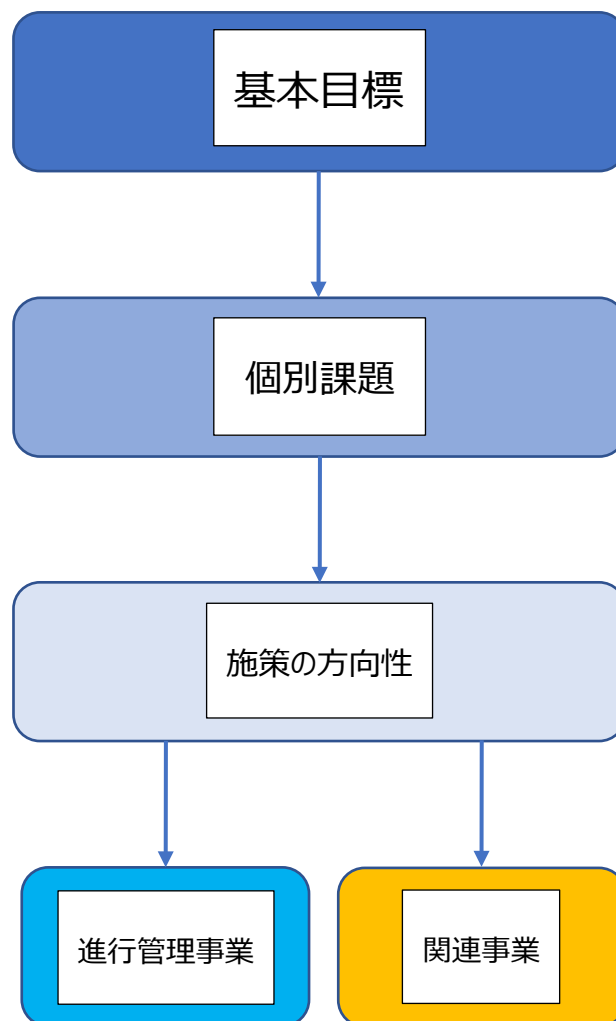 基本目標
個別課題
施策の方向性
進行管理事業
関連事業